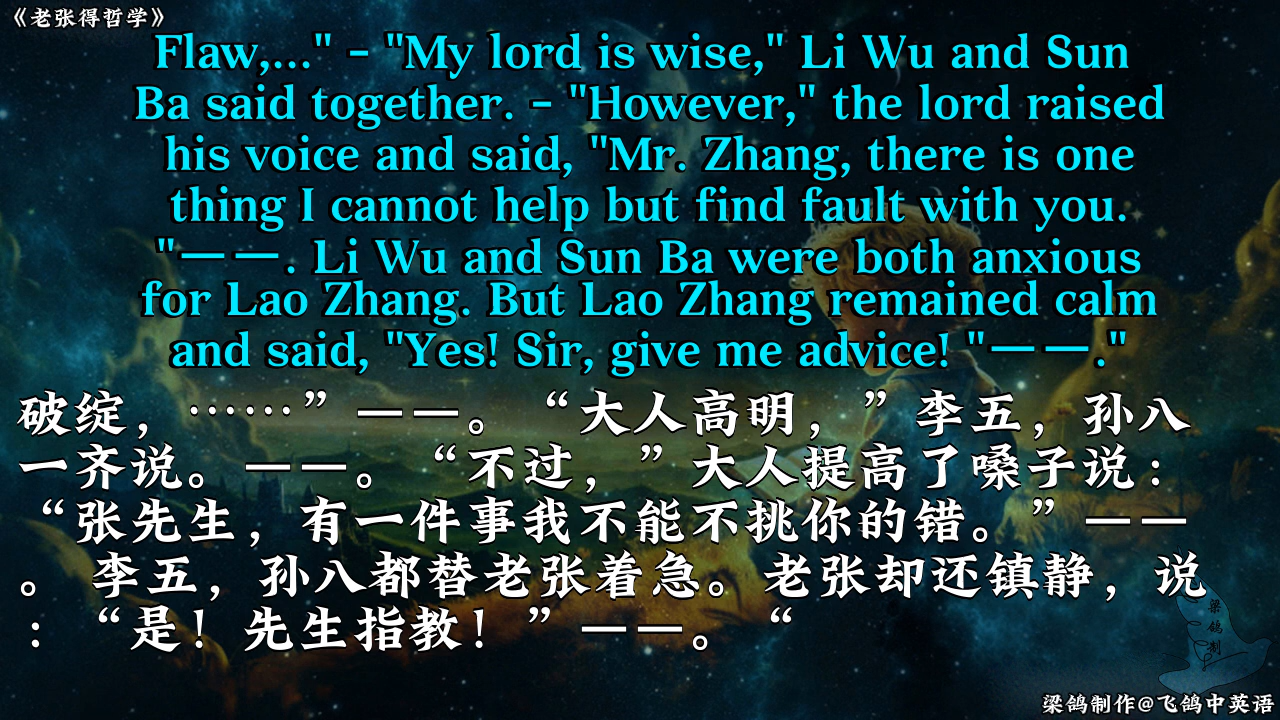 《老张得哲学》
Flaw,..." - "My lord is wise," Li Wu and Sun
Ba said together. - "However," the lord raised
his voice and said, "Mr. Zhang, there is one
thing I cannot help but find fault with you.
"——. Li Wu and Sun Ba were both anxious
for Lao Zhang. But Lao Zhang remained calm
and said, "Yes! Sir, give me advice! "——."
破绽，……”——。“大人高明，”李五，孙八
一齐说。——。“不过，”大人提高了嗓子说：
“张先生，有一件事我不能不挑你的错。”——
。李五，孙八都替老张着急。老张却还镇静，说
：“是！先生指教！”——。“
梁鸽制
梁鸽制作@飞鸽中英语